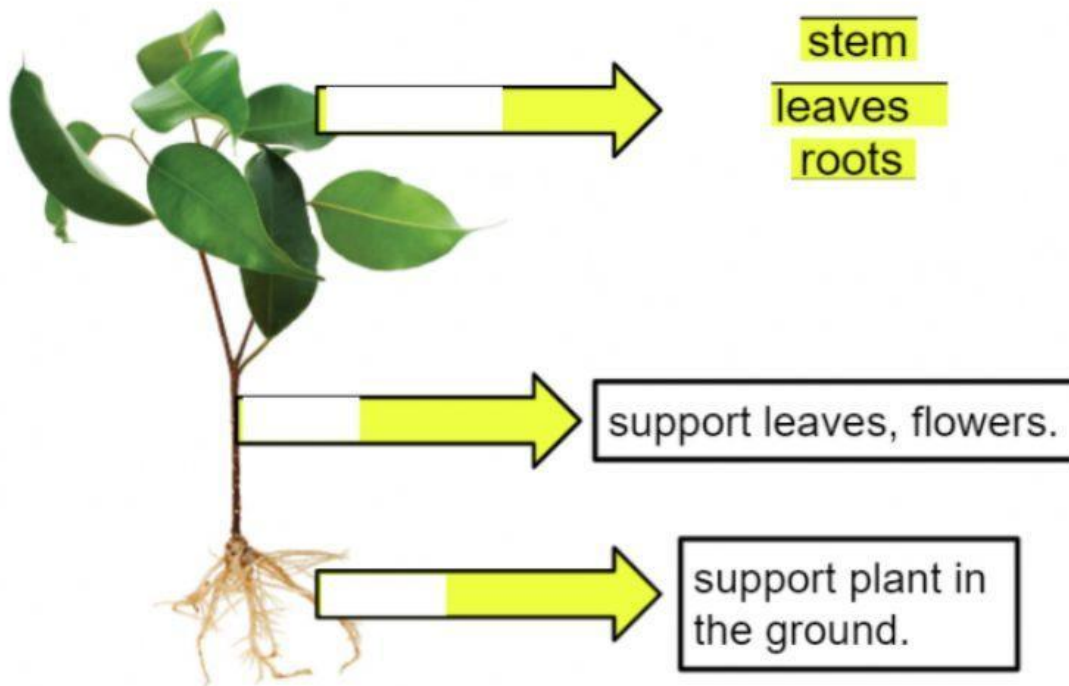 stem
leaves
roots
support leaves, flowers.
support plant in
the ground.